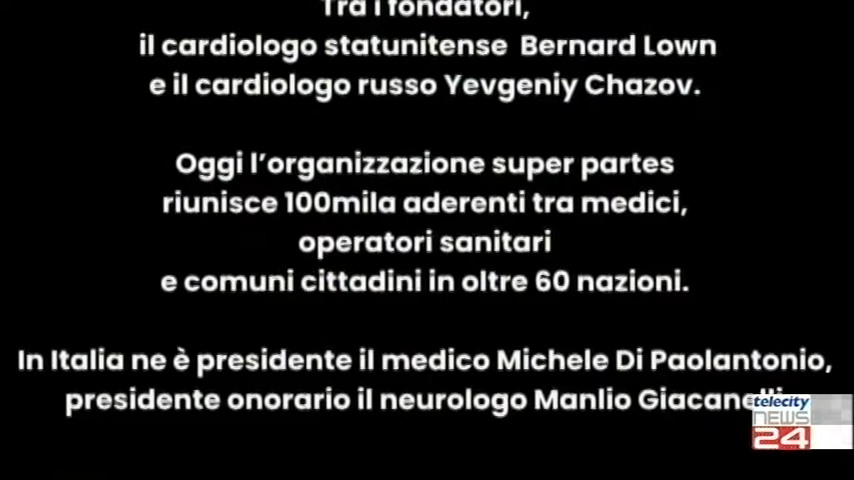 Tra i fondatori,
il cardiologo statunitense Bernard Lown
e il cardiologo russo Yevgeniy Chazov.
Oggi l'organizzazione super partes
riunisce 100mila aderenti tra medici,
operatori sanitari
e comuni cittadini in oltre 60 nazioni.
In Italia ne è presidente il medico Michele Di Paolantonio,
presidente onorario il neurologo Manlio
telecity
NEWS
24